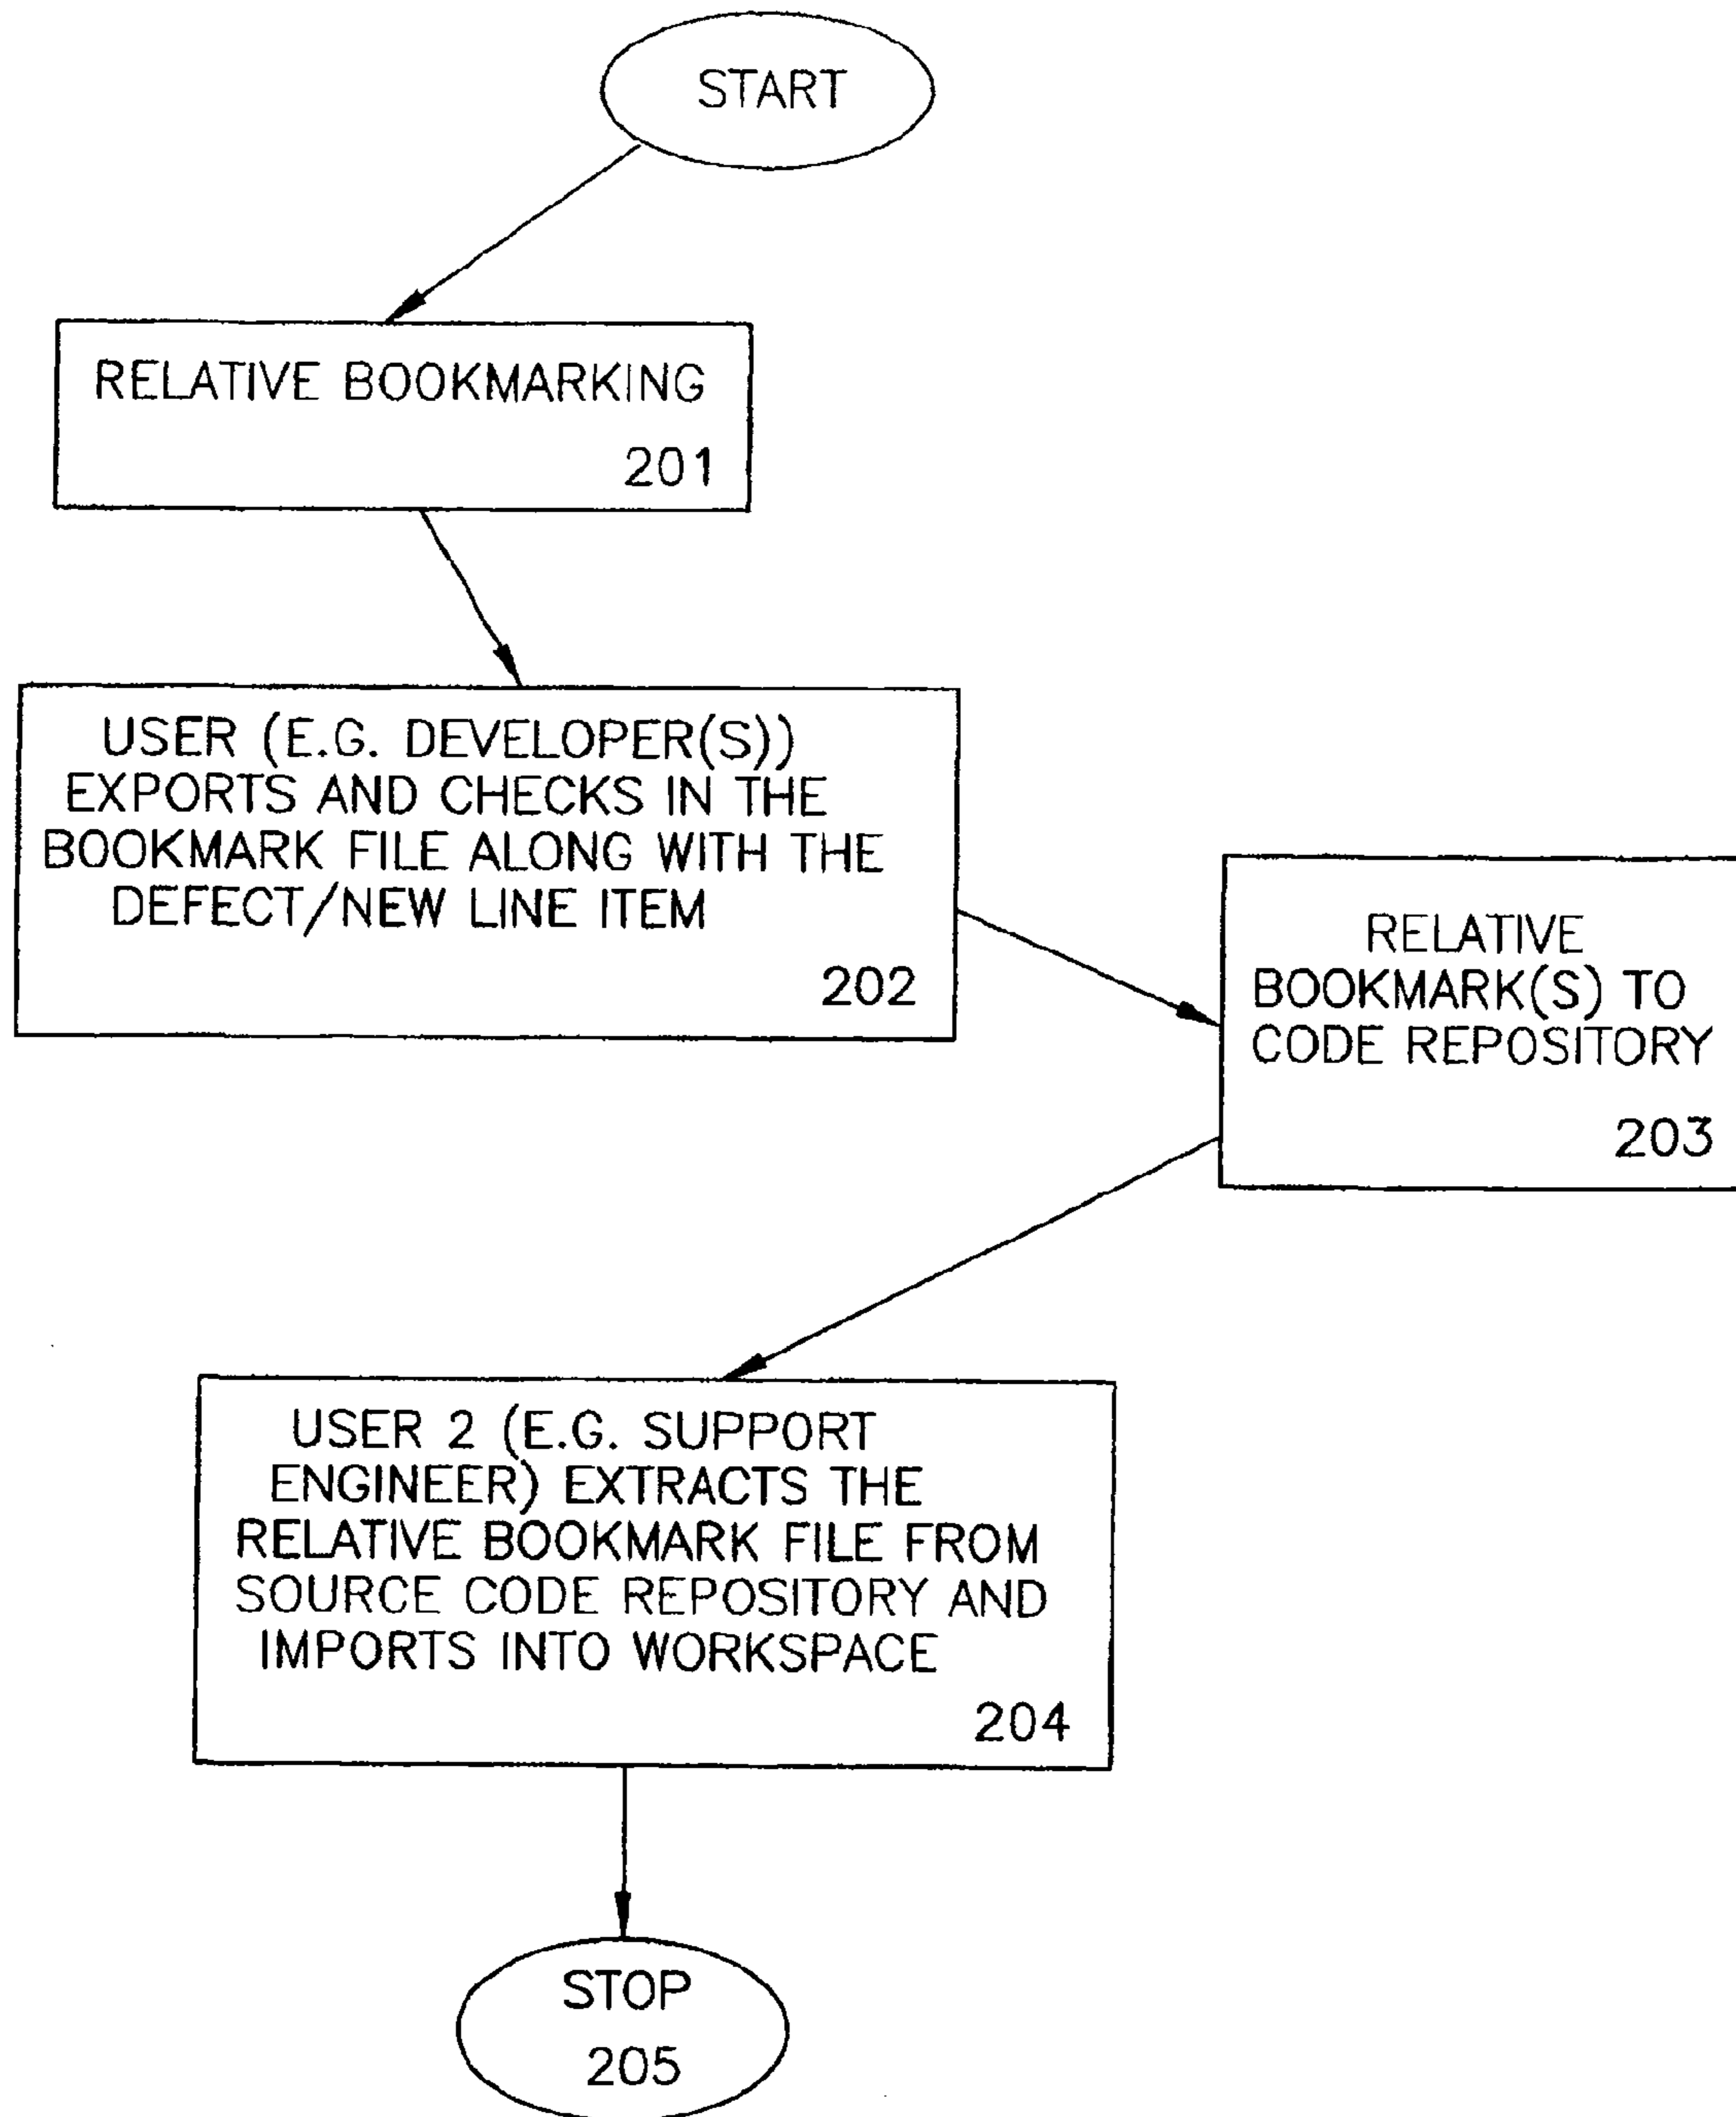 START
RELATIVE BOOKMARKING
201
USER (E.G. DEVELOPER(S))
EXPORTS AND CHECKS IN THE
BOOKMARK FILE ALONG WITH THE
DEFECT/NEW LINE ITEM
202
RELATIVE
BOOKMARK(S) TO
CODE REPOSITORY
203
USER 2 (E.G. SUPPORT
ENGINEER) EXTRACTS THE
RELATIVE BOOKMARK FILE FROM
SOURCE CODE REPOSITORY AND
IMPORTS INTO WORKSPACE
204
STOP
205